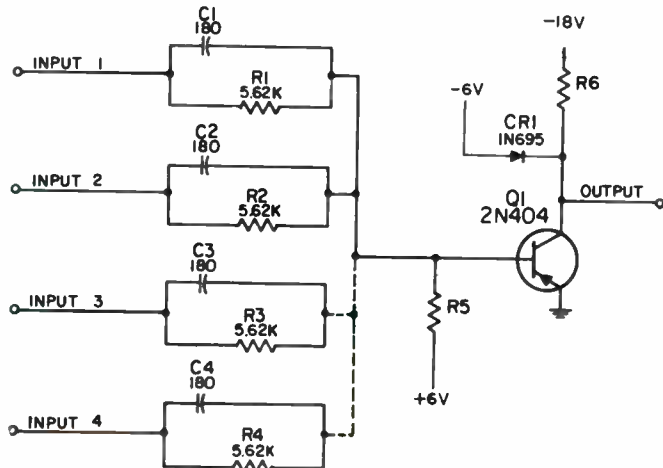 C1
180
INPUT 1
R1
5.62K
C2
180
INPUT 2
R2
5.62K
C3
180
INPUT 3
R3
5.62K
C4
180
INPUT 4
R4
5.62K
-18V
R6
-6V
CR1
1N695
OUTPUT
Q1
2N404
R5
+6V